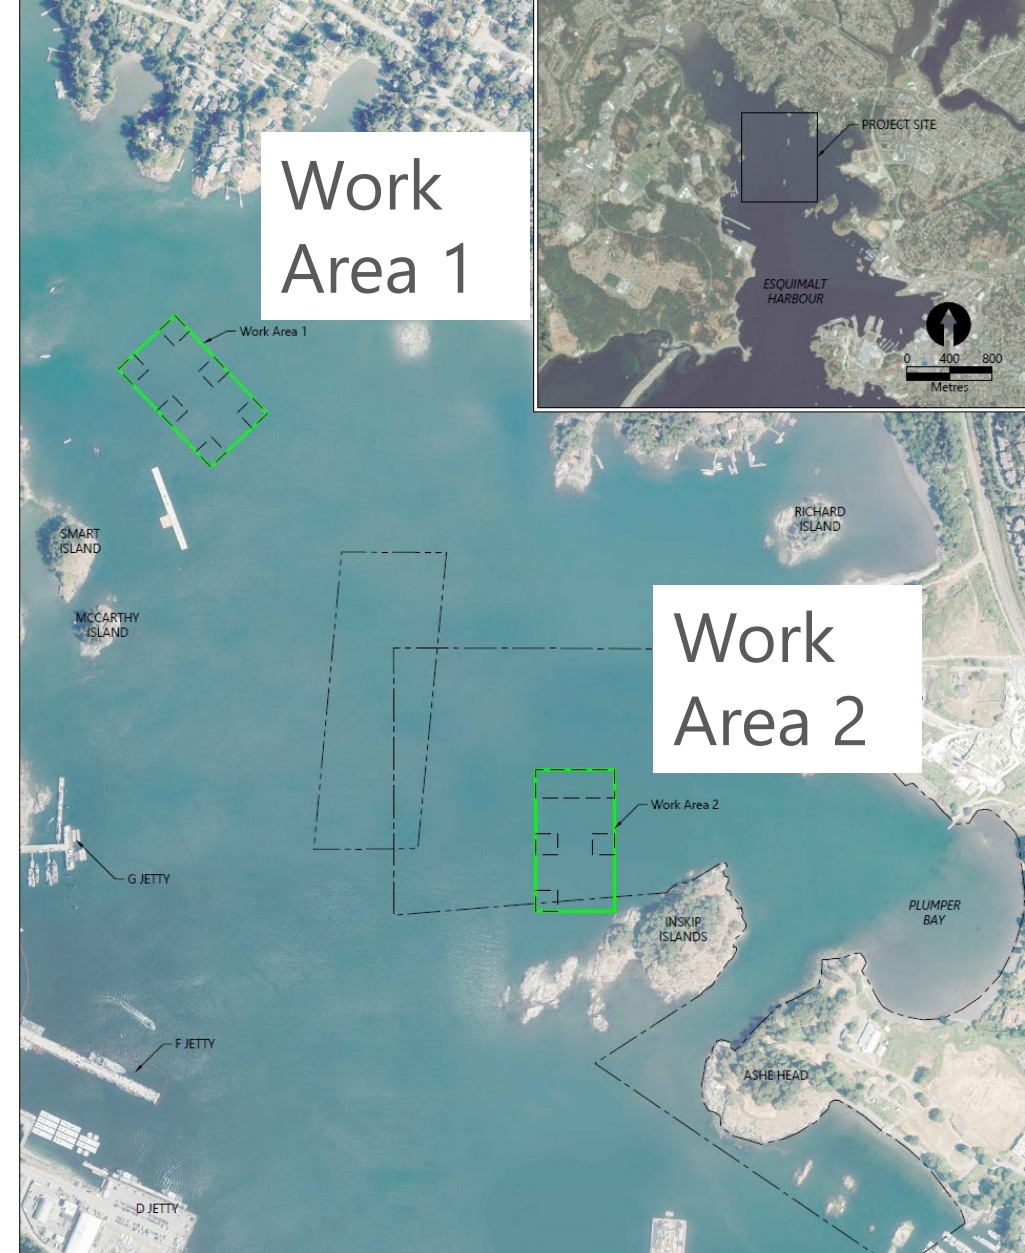 Work
Area 1
PROJECT SITE
ESQUIMALT
HARBOUR
0 400 800
Metres
Work Area 1
RICHARD
ISLAND
SMART
ISLAND
MCCARTHY
ISLAND
Work
Area 2
Work Area 2
G JETTY
PLUMPER
BAY
INSKIP
ISLANDS
F JETTY
ASHE HEAD
D JETTY